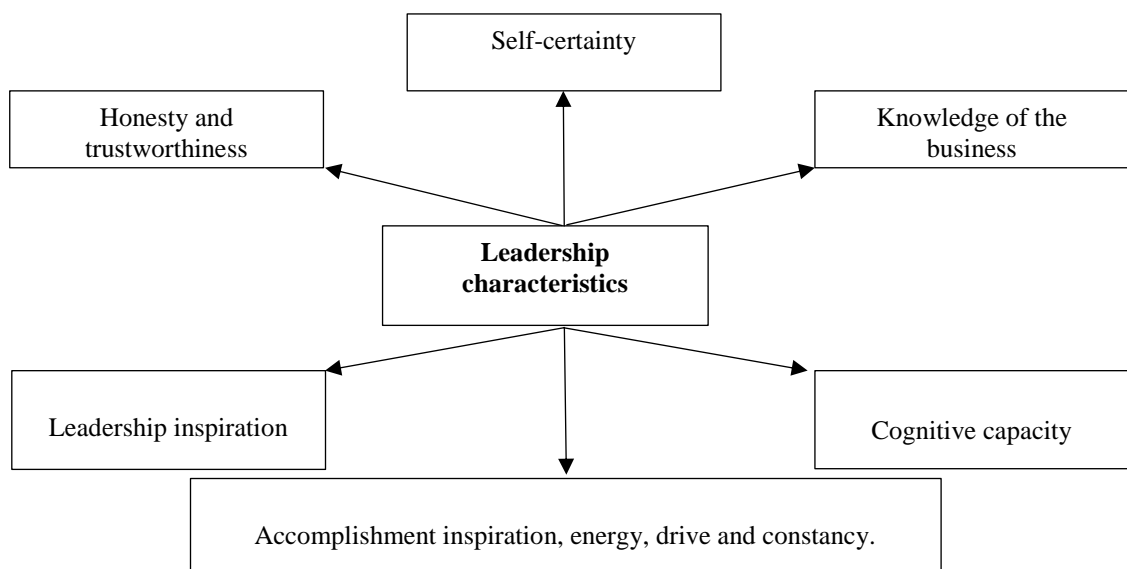 Self-certainty
Honesty and
trustworthiness
Knowledge of the
business
Leadership
characteristics
Leadership inspiration
Cognitive capacity
Accomplishment inspiration, energy, drive and constancy.